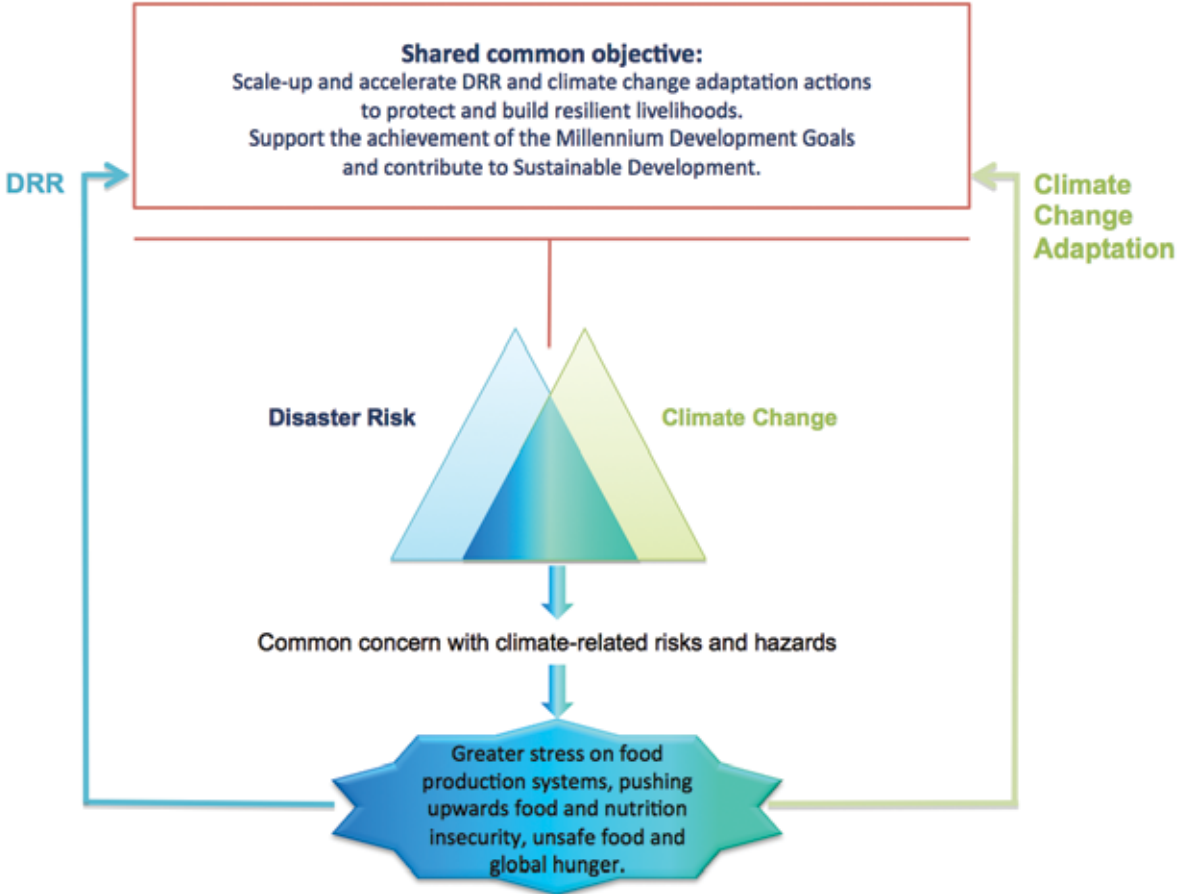 Shared common objective:
Scale-up and accelerate DRR and climate change adaptation actions
to protect and build resilient livelihoods.
Support the achievement of the Millennium Development Goals
and contribute to Sustainable Development.
DRR
Climate
Change
Adaptation
Disaster Risk
Climate Change
Common concern with climate-related risks and hazards
Greater stress on food
production systems, pushing
upwards food and nutrition
insecurity, unsafe food and
global hunger.